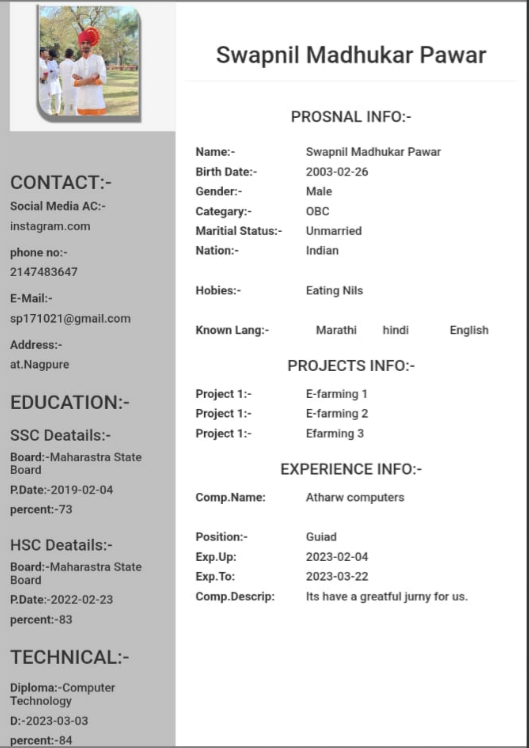 CONTACT:-
Social Media AC:-
instagram.com
phone no:-
2147483647
E-Mail:-
sp171021@gmail.com
Address:-
at.Nagpure
EDUCATION:-
SSC Deatails:-
Board:-Maharastra State
Board
P.Date:-2019-02-04
percent:-73
HSC Deatails:-
Board:-Maharastra State
Board
P.Date:-2022-02-23
percent:-83
TECHNICAL:-
Diploma:-Computer
Technology
D:-2023-03-03
percent:-84
Swapnil Madhukar Pawar
PROSNAL INFO:-
Name:- Swapnil Madhukar Pawar
Birth Date:- 2003-02-26
Gender:- Male
Categary:- OBC
Maritial Status:- Unmarried
Nation:- Indian
Hobies:- Eating Nils
Known Lang:- Marathi hindi English
PROJECTS INFO:-
Project 1:- E-farming 1
Project 1:- E-farming 2
Project 1:- Efarming 3
EXPERIENCE INFO:-
Comp.Name: Atharw computers
Position:- Guiad
Exp.Up: 2023-02-04
Exp.To: 2023-03-22
Comp.Descrip: Its have a greatful jurny for us.